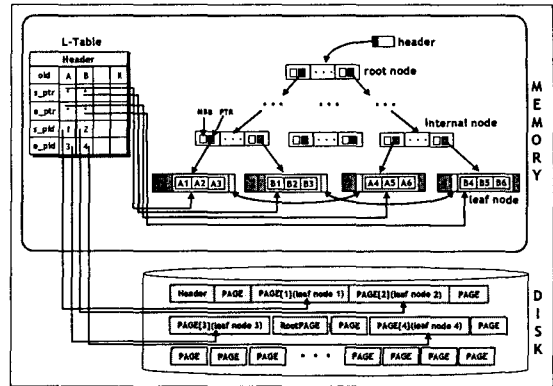 L-Table
Header
oid A B K
s_ptr * *
e_ptr * *
s_pid 1 2
e_pid 3 4
header
root node
. . .
. . .
. . .
MBB PTR
internal node
. . .
. . .
. . .
A1 A2 A3
B1 B2 B3
A4 A5 A6
B4 B5 B6
leaf node
MEMORY
Header PAGE PAGE[1](leaf node 1) PAGE[2](leaf node 2) PAGE
PAGE[3](leaf node 3) RootPAGE PAGE PAGE[4](leaf node 4) PAGE
PAGE PAGE PAGE . . . PAGE PAGE PAGE PAGE
DISK